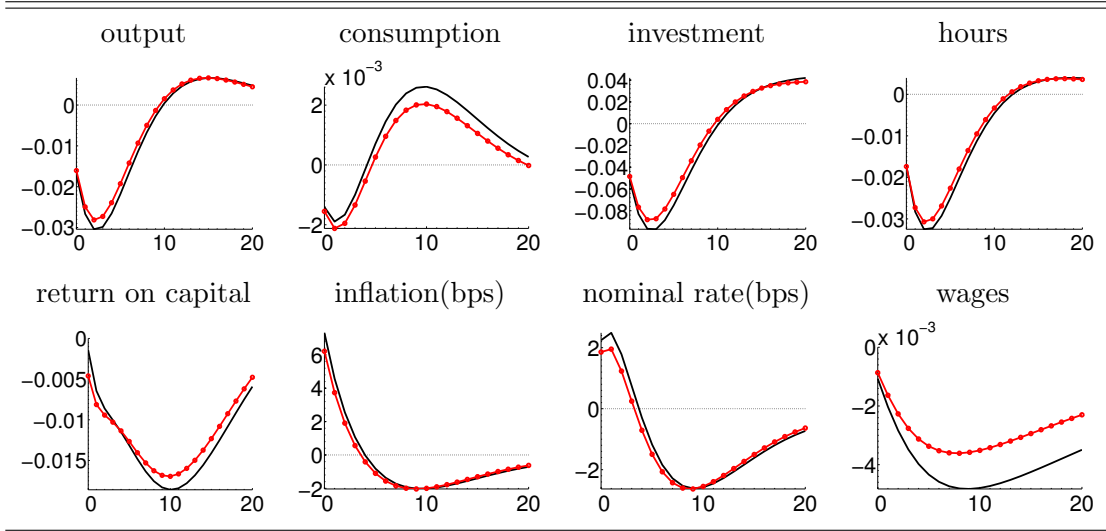 output consumption investment hours
0
−0.01
−0.02
−0.03
0 10 20
x 10⁻³
2
0
−2
0 10 20
0.04
0.02
0
−0.02
−0.04
−0.06
−0.08
0 10 20
0
−0.01
−0.02
−0.03
0 10 20
return on capital inflation(bps) nominal rate(bps) wages
0
−0.005
−0.01
−0.015
0 10 20
6
4
2
0
−2
0 10 20
2
0
−2
0 10 20
0
x 10⁻³
−2
−4
0 10 20